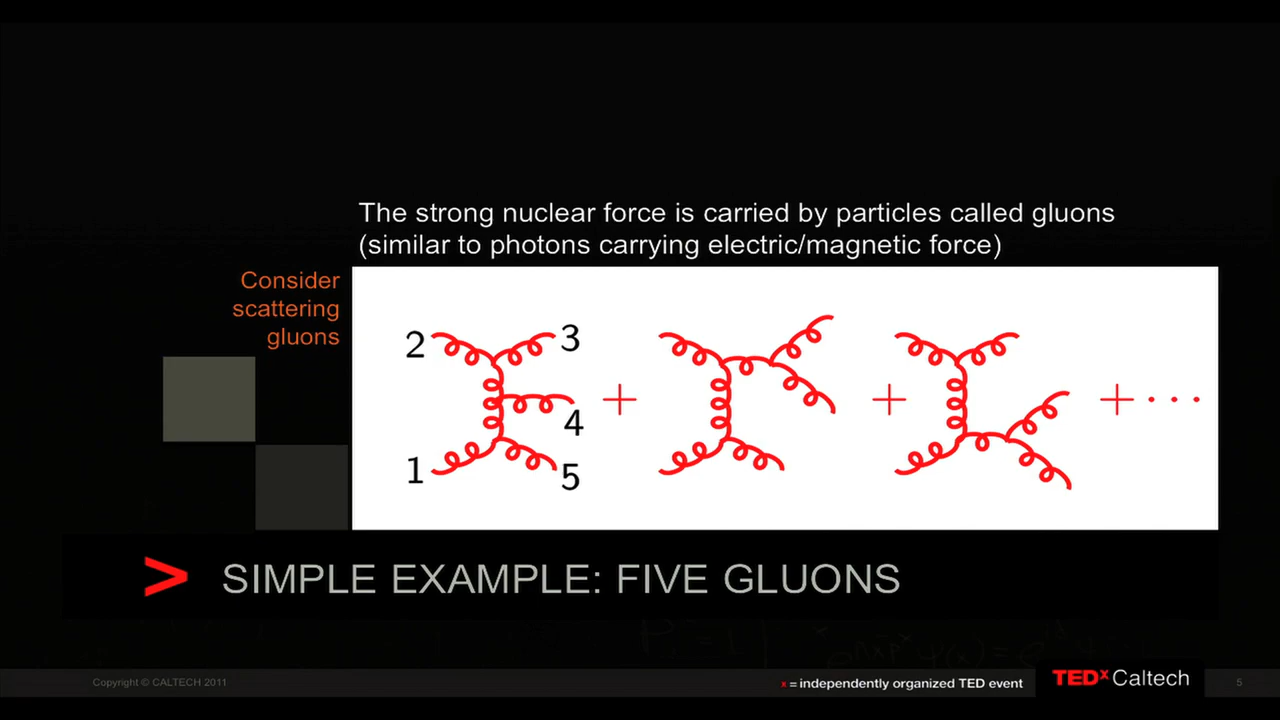 The strong nuclear force is carried by particles called gluons
(similar to photons carrying electric/magnetic force)
Consider
scattering
gluons
2 3
4
1 5
+ + +···
> SIMPLE EXAMPLE: FIVE GLUONS
Copyright © CALTECH 2011
x = independently organized TED event
TEDx Caltech
5